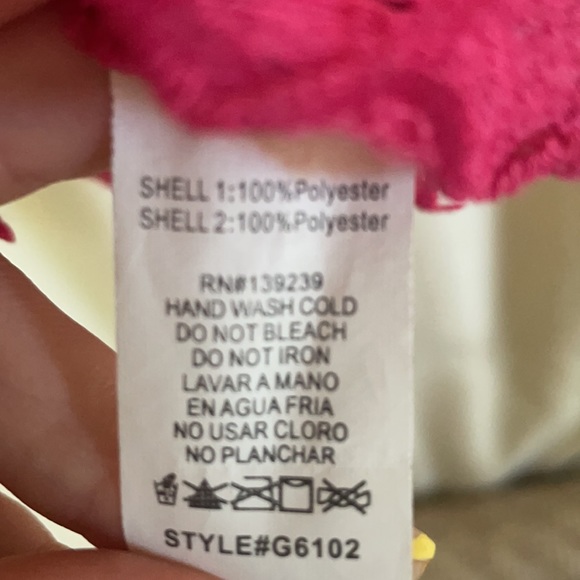 SHELL 1:100%Polyester
SHELL 2:100%Polyester
RN#139239
HAND WASH COLD
DO NOT BLEACH
DO NOT IRON
LAVAR A MANO
EN AGUA FRIA
NO USAR CLORO
NO PLANCHAR
STYLE#G6102